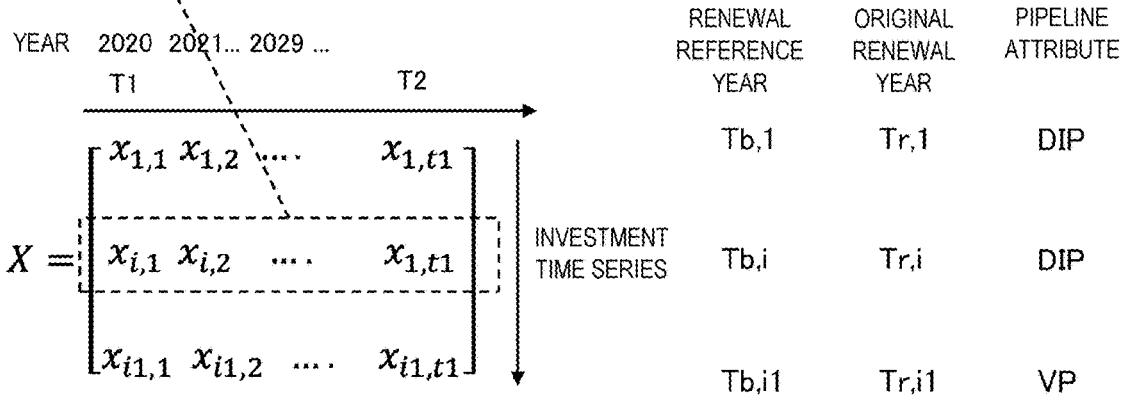 RENEWAL REFERENCE YEAR
ORIGINAL RENEWAL YEAR
PIPELINE ATTRIBUTE
YEAR 2020 2021... 2029 ...
T1 T2
x1,1 x1,2 .... x1,t1 Tb,1 Tr,1 DIP
X = xi,1 xi,2 .... x1,t1 INVESTMENT TIME SERIES Tb,i Tr,i DIP
xi1,1 xi1,2 .... xi1,t1 Tb,i1 Tr,i1 VP